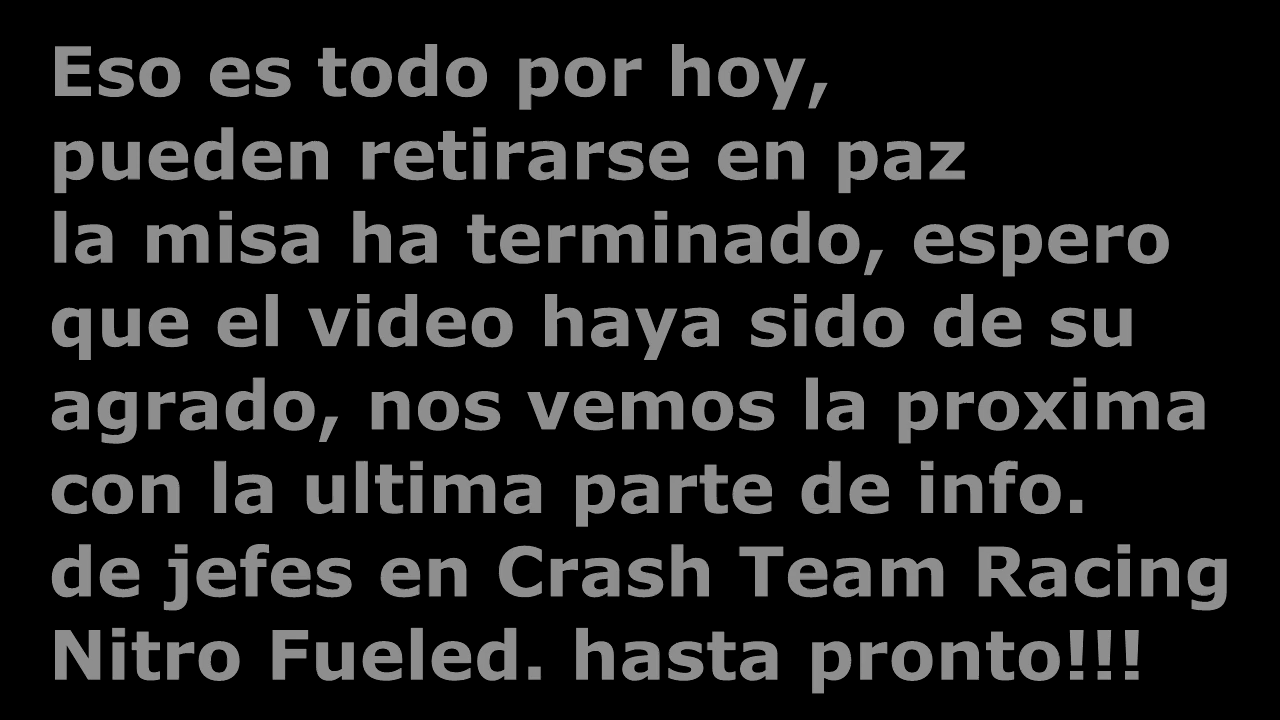 Eso es todo por hoy,
pueden retirarse en paz
la misa ha terminado, espero
que el video haya sido de su
agrado, nos vemos la proxima
con la ultima parte de info.
de jefes en Crash Team Racing
Nitro Fueled. hasta pronto!!!